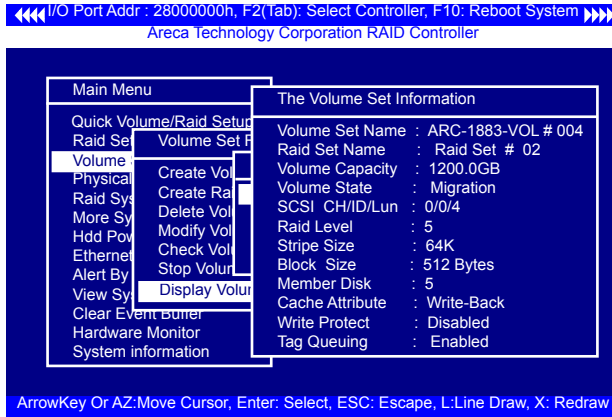 I/O Port Addr : 28000000h, F2(Tab): Select Controller, F10: Reboot System
Areca Technology Corporation RAID Controller
Main Menu
Quick Volume/Raid Setup
Raid Set
Volume
Physical
Raid Sys
More Sy
Hdd Pow
Ethernet
Alert By
View Sy
Clear Event Buffer
Hardware Monitor
System information
Volume Set F
Create Vol
Create Rai
Delete Vol
Modify Vol
Check Volu
Stop Volum
Display Volum
The Volume Set Information
Volume Set Name : ARC-1883-VOL # 004
Raid Set Name : Raid Set # 02
Volume Capacity : 1200.0GB
Volume State : Migration
SCSI CH/ID/Lun : 0/0/4
Raid Level : 5
Stripe Size : 64K
Block Size : 512 Bytes
Member Disk : 5
Cache Attribute : Write-Back
Write Protect : Disabled
Tag Queuing : Enabled
ArrowKey Or AZ:Move Cursor, Enter: Select, ESC: Escape, L:Line Draw, X: Redraw